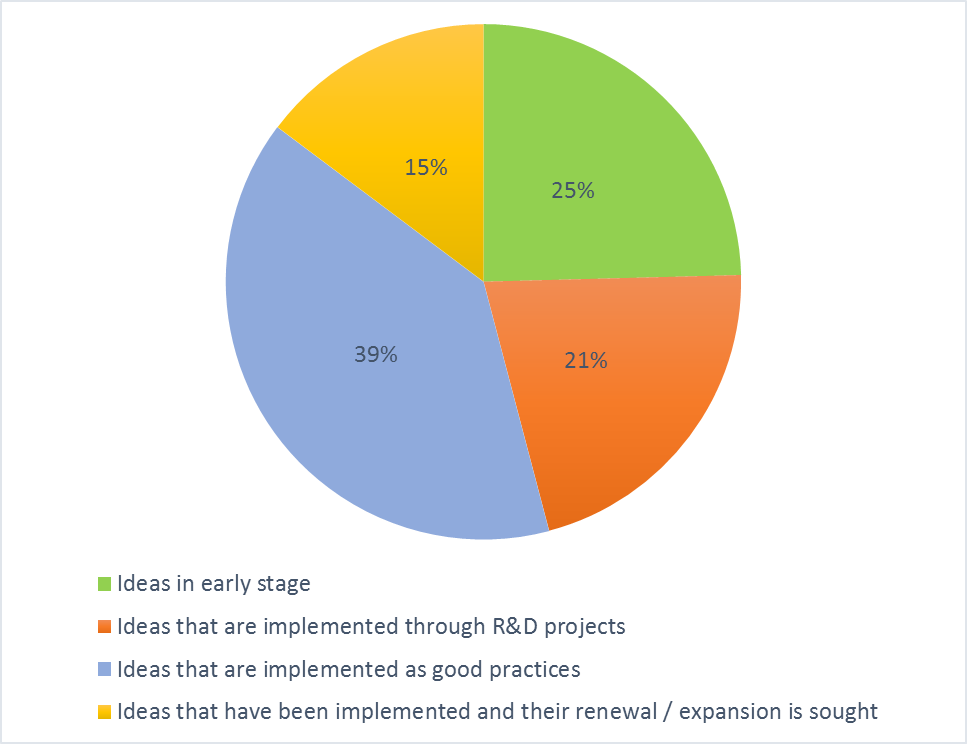 15%
25%
39%
21%
Ideas in early stage
Ideas that are implemented through R&D projects
Ideas that are implemented as good practices
Ideas that have been implemented and their renewal / expansion is sought